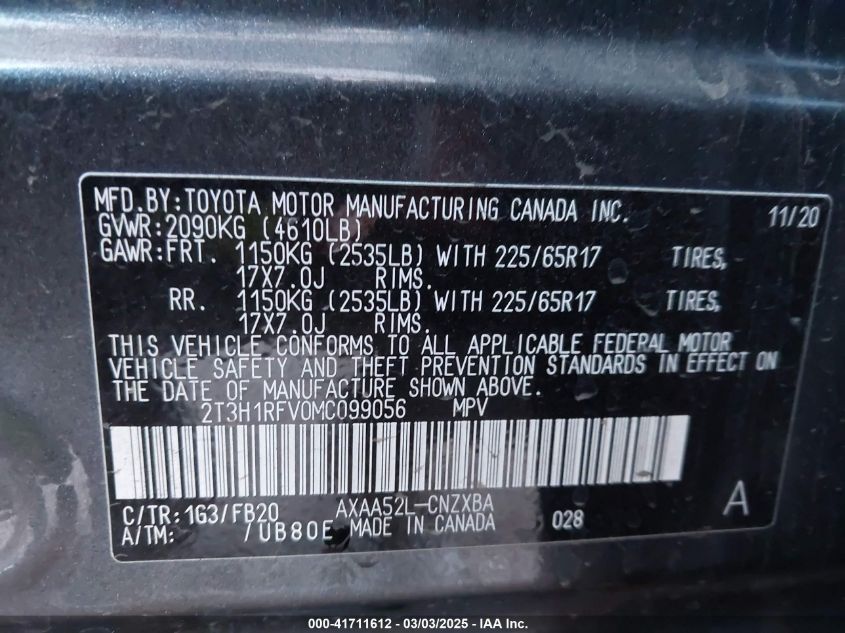 MFD.BY:TOYOTA MOTOR MANUFACTURING CANADA INC. 11/20
GVWR:2090KG (4610LB)
GAWR:FRT. 1150KG (2535LB) WITH 225/65R17 TIRES,
17X7.0J RIMS.
RR. 1150KG (2535LB) WITH 225/65R17 TIRES,
17X7.0J RIMS.
THIS VEHICLE CONFORMS TO ALL APPLICABLE FEDERAL MOTOR
VEHICLE SAFETY AND THEFT PREVENTION STANDARDS IN EFFECT ON
THE DATE OF MANUFACTURE SHOWN ABOVE.
2T3H1RFV0MC099056 MPV
C/TR:1G3/FB20 AXAA52L-CNZXBA A
A/TM: /UB80E MADE IN CANADA 028
000-41711612 - 03/03/2025 - IAA Inc.